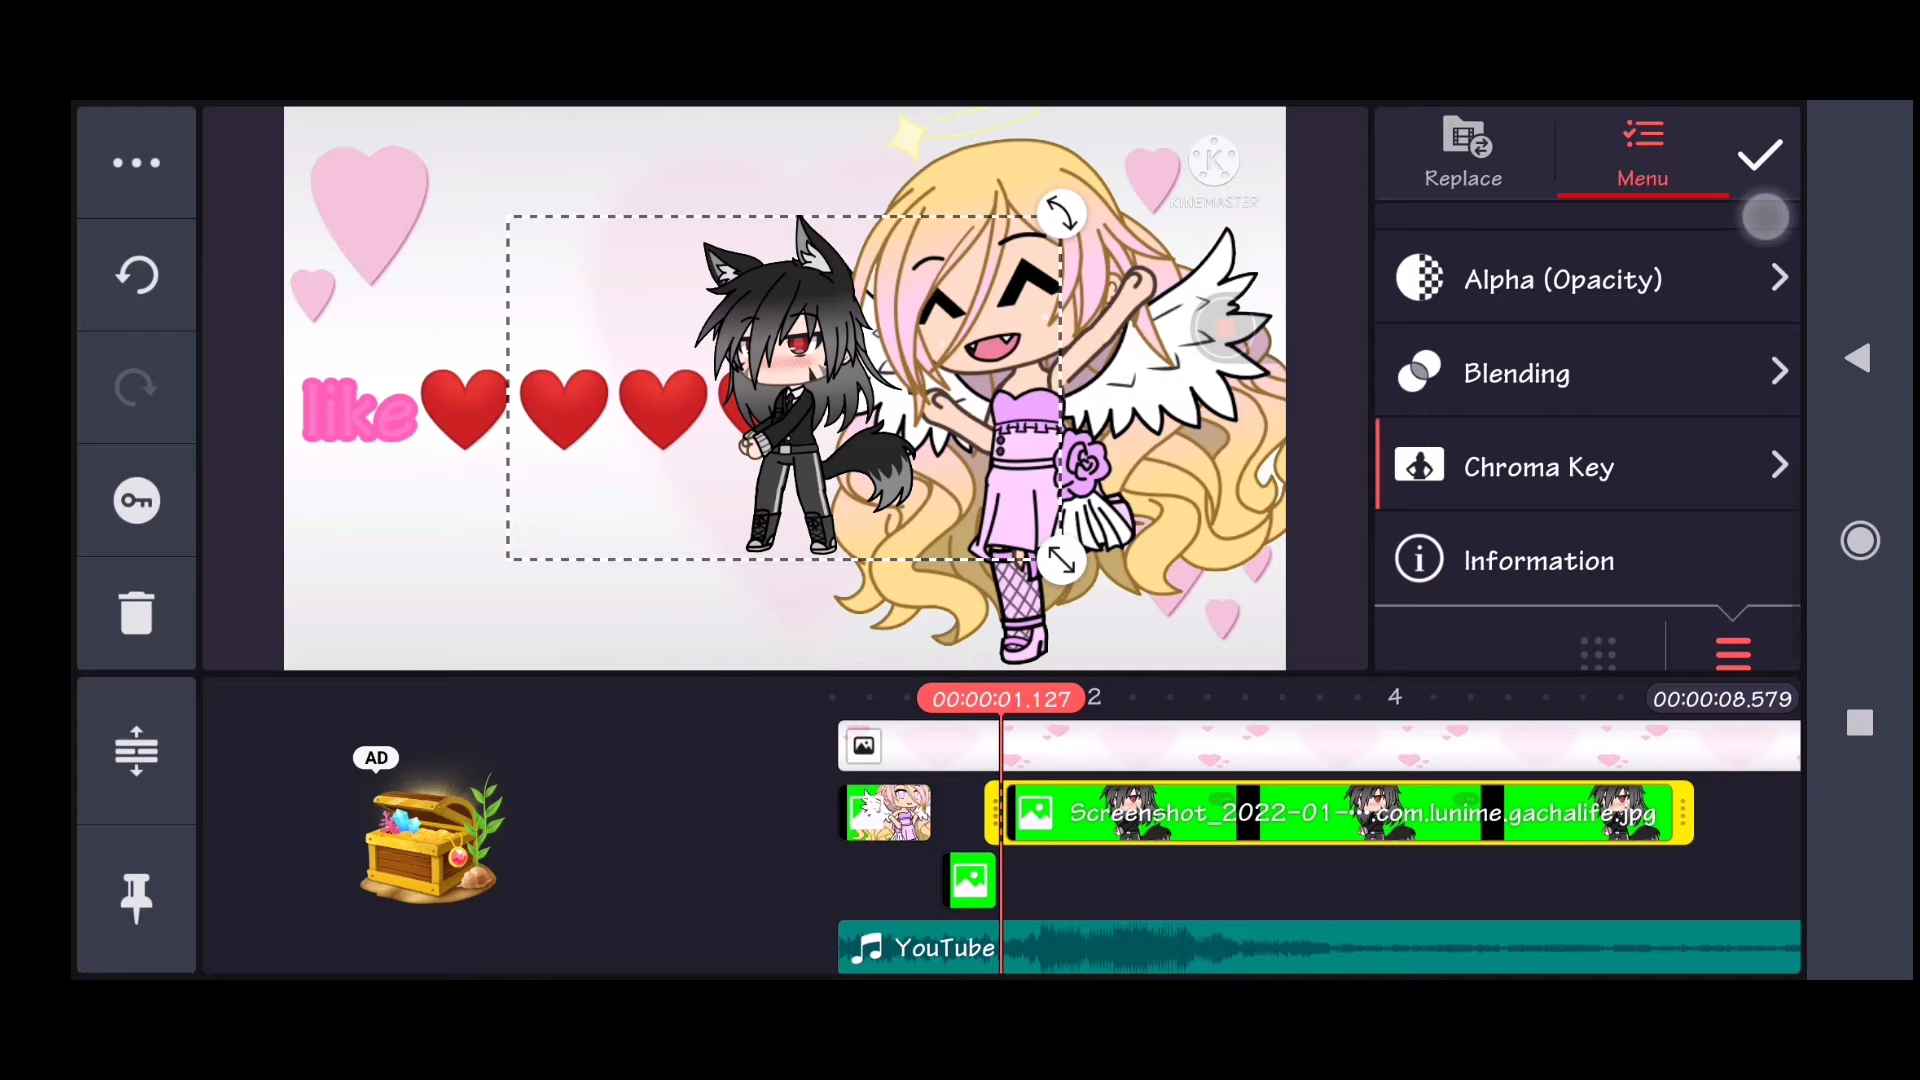 Replace
Menu
KINEMASTER
Alpha (Opacity)
Blending
like
Chroma Key
Information
00:00:01.127
2
4
00:00:08.579
AD
Screenshot_2022-01-···com.lunime.gachalife.jpg
YouTube